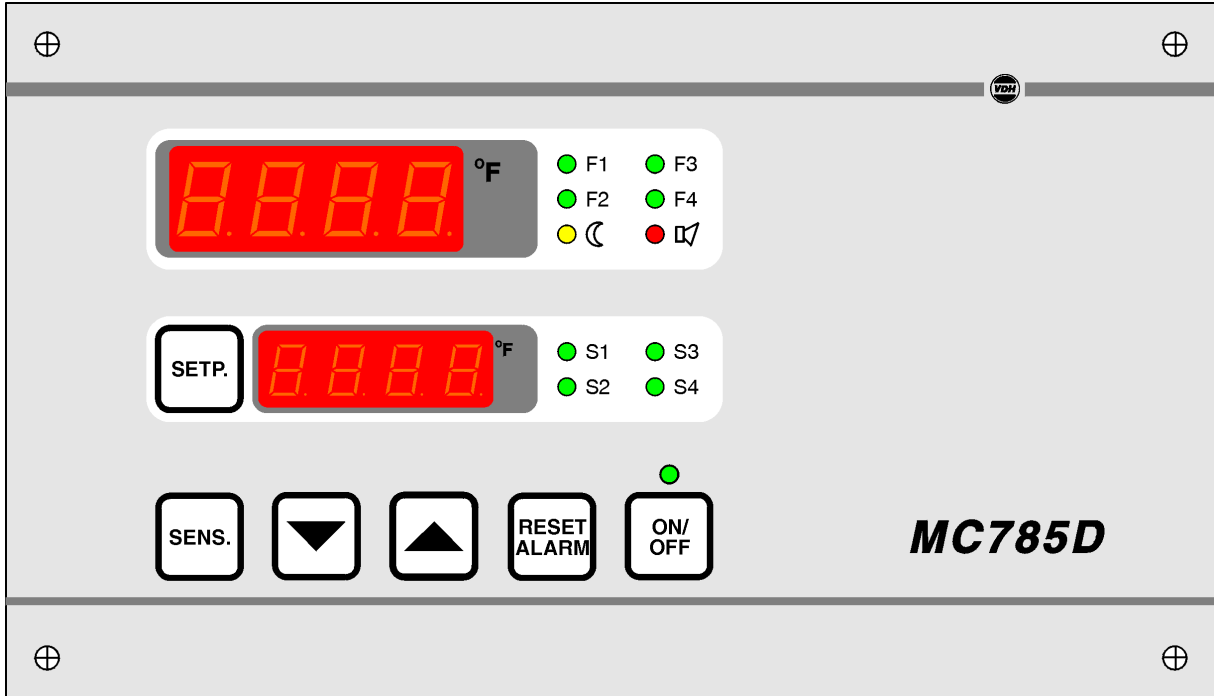 VDH
°F
F1 F3
F2 F4
SETP.
°F
S1 S3
S2 S4
SENS.
RESET
ALARM
ON/
OFF
MC785D